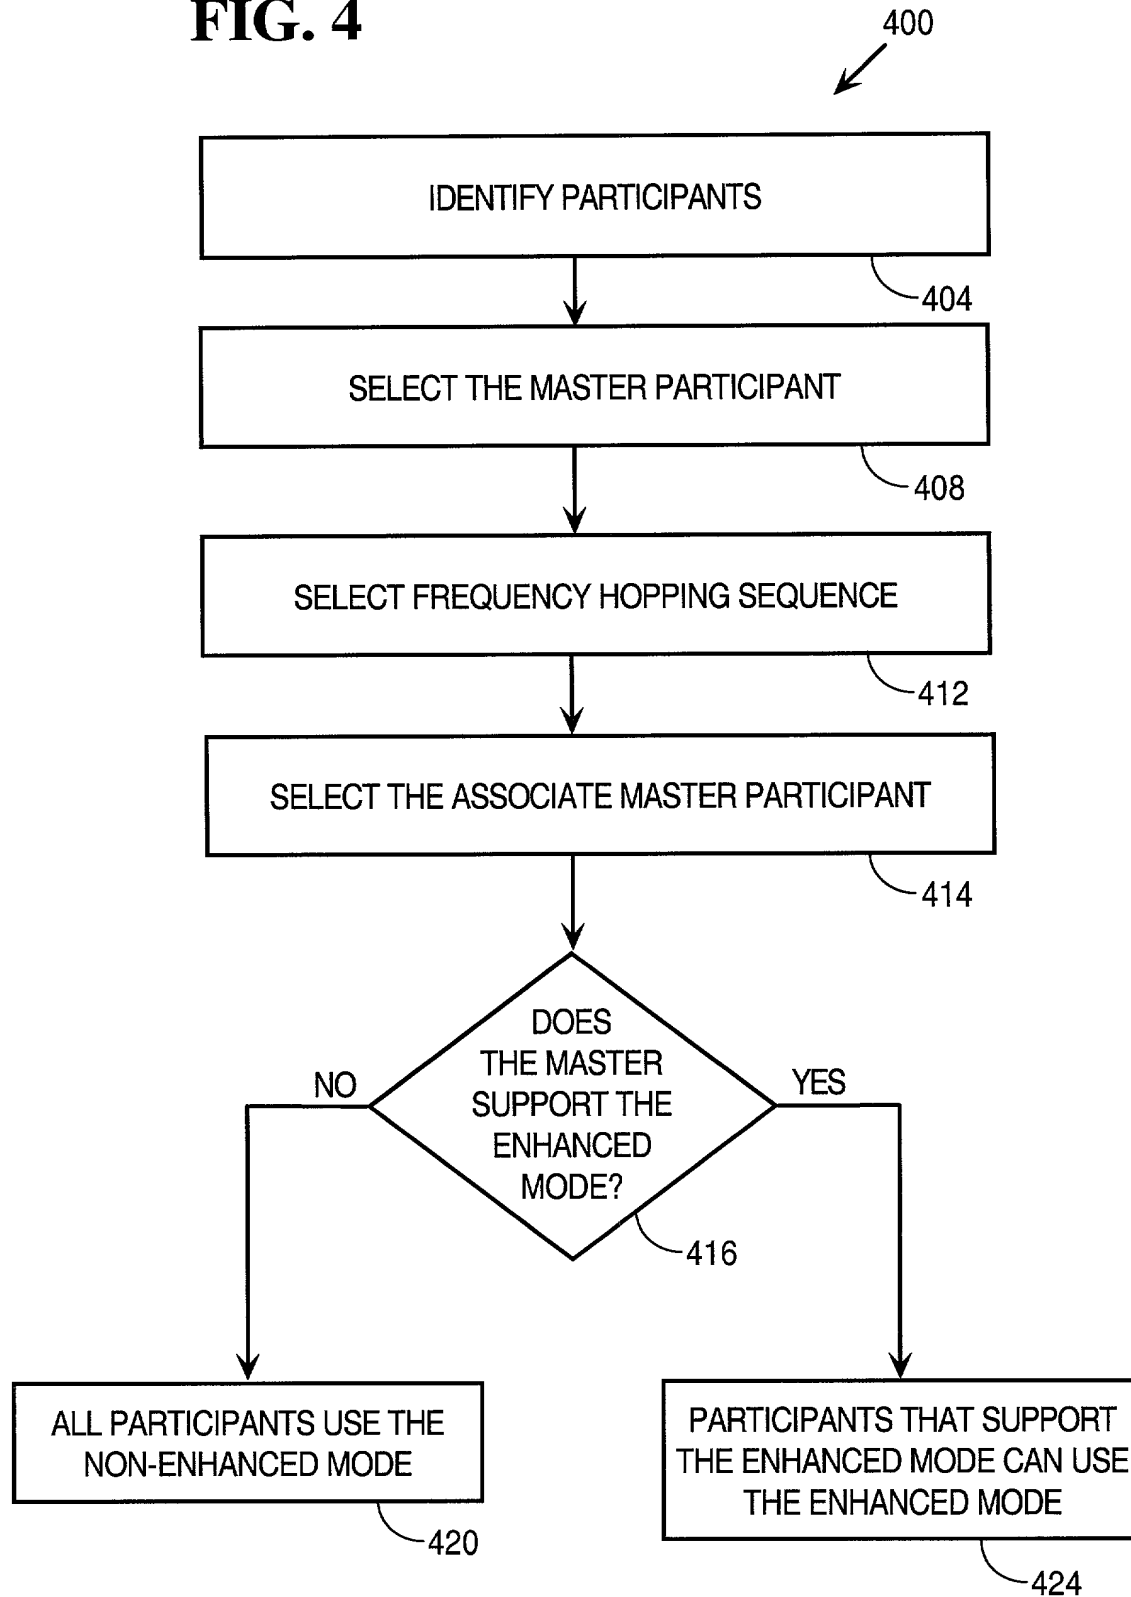 FIG. 4
400
IDENTIFY PARTICIPANTS
404
SELECT THE MASTER PARTICIPANT
408
SELECT FREQUENCY HOPPING SEQUENCE
412
SELECT THE ASSOCIATE MASTER PARTICIPANT
414
DOES
THE MASTER
SUPPORT THE
ENHANCED
MODE?
NO
YES
416
ALL PARTICIPANTS USE THE
NON-ENHANCED MODE
420
PARTICIPANTS THAT SUPPORT
THE ENHANCED MODE CAN USE
THE ENHANCED MODE
424